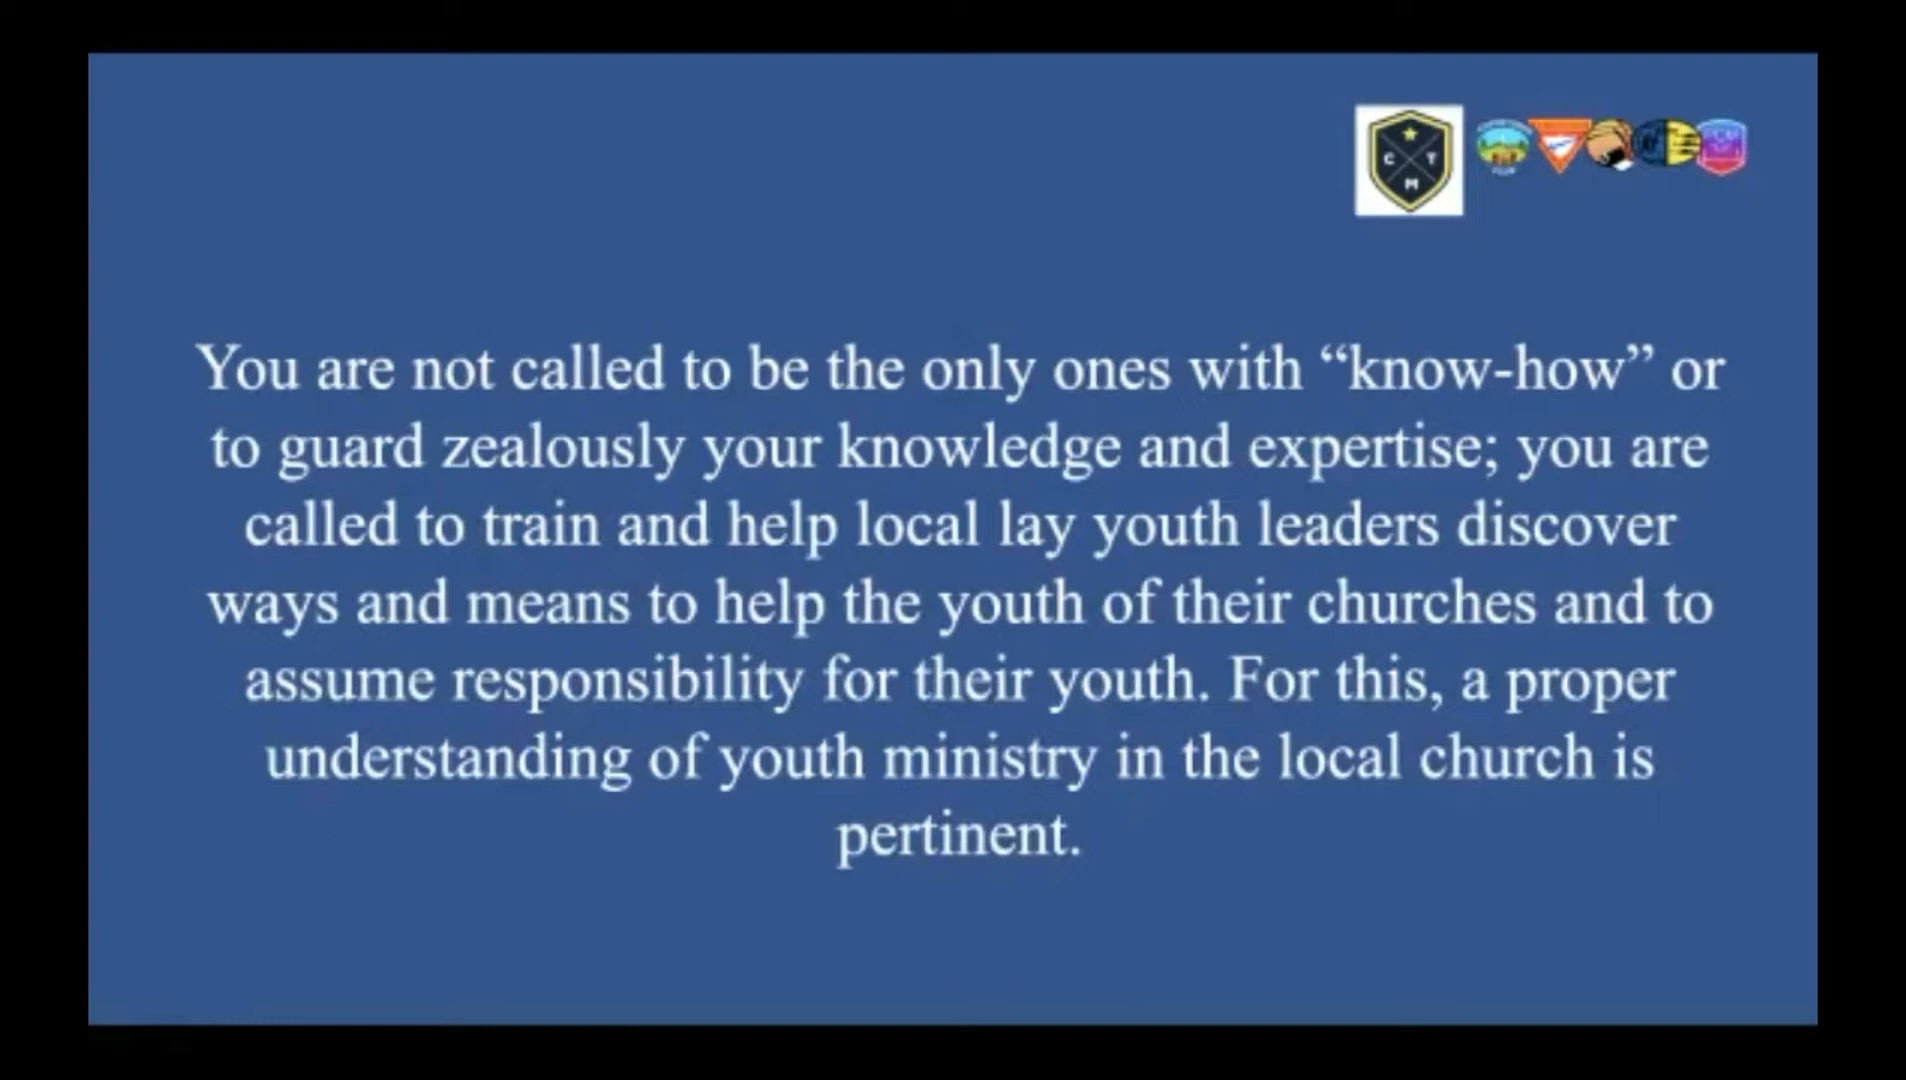 C T
M
PCM
You are not called to be the only ones with “know-how” or
to guard zealously your knowledge and expertise; you are
called to train and help local lay youth leaders discover
ways and means to help the youth of their churches and to
assume responsibility for their youth. For this, a proper
understanding of youth ministry in the local church is
pertinent.